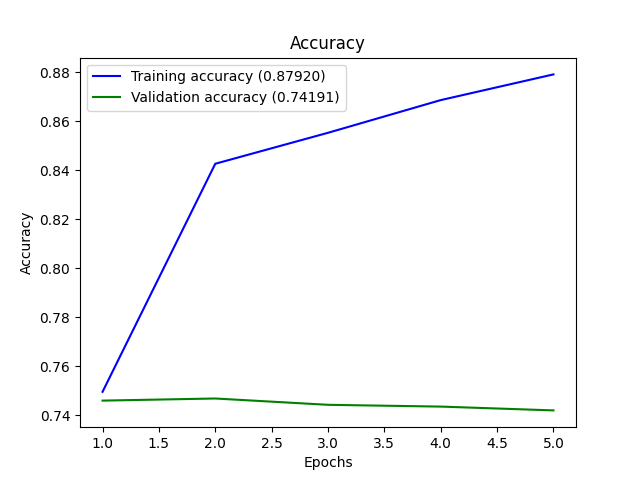 Accuracy
Training accuracy (0.87920)
Validation accuracy (0.74191)
Accuracy
0.88
0.86
0.84
0.82
0.80
0.78
0.76
0.74
1.0 1.5 2.0 2.5 3.0 3.5 4.0 4.5 5.0
Epochs